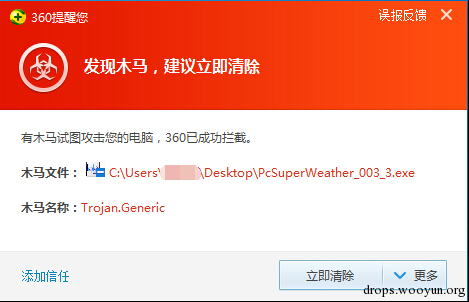 360提醒您
误报反馈
发现木马，建议立即清除
有木马试图攻击您的电脑，360已成功拦截。
木马文件： C:\Users\ \Desktop\PcSuperWeather_003_3.exe
木马名称：Trojan.Generic
添加信任
立即清除
更多
drops.wooyun.org